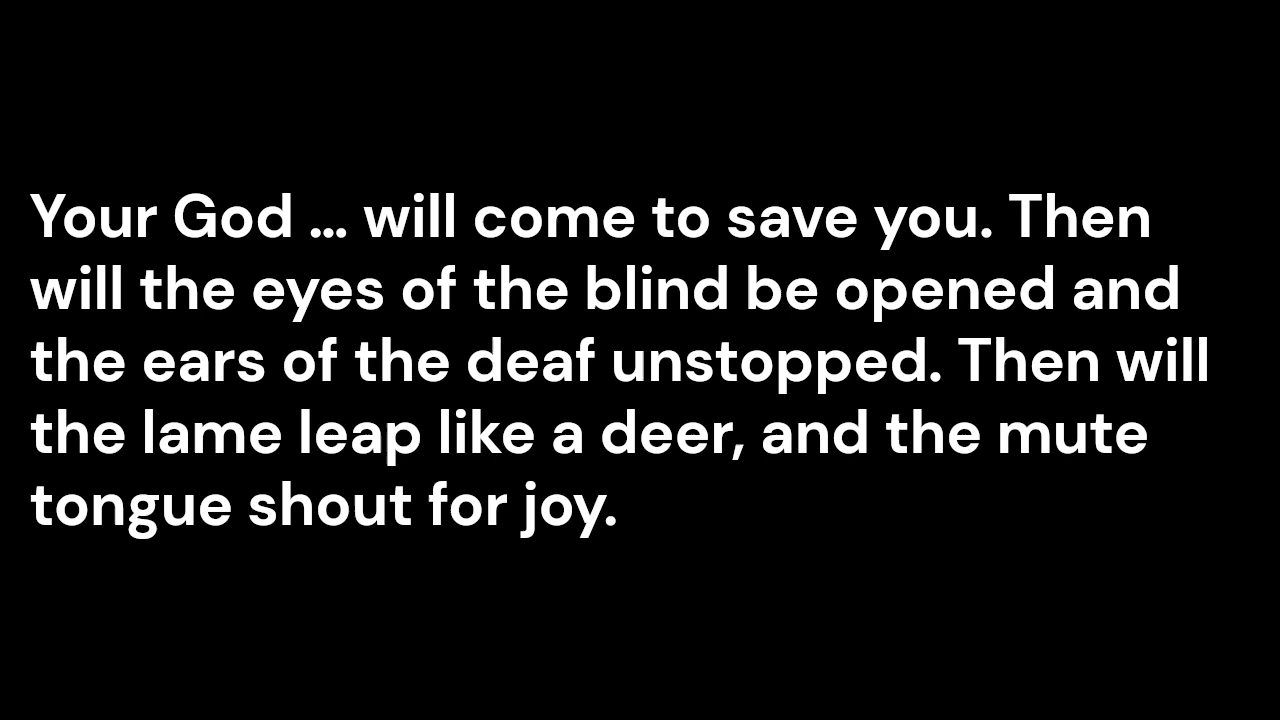 Your God ... will come to save you. Then
will the eyes of the blind be opened and
the ears of the deaf unstopped. Then will
the lame leap like a deer, and the mute
tongue shout for joy.